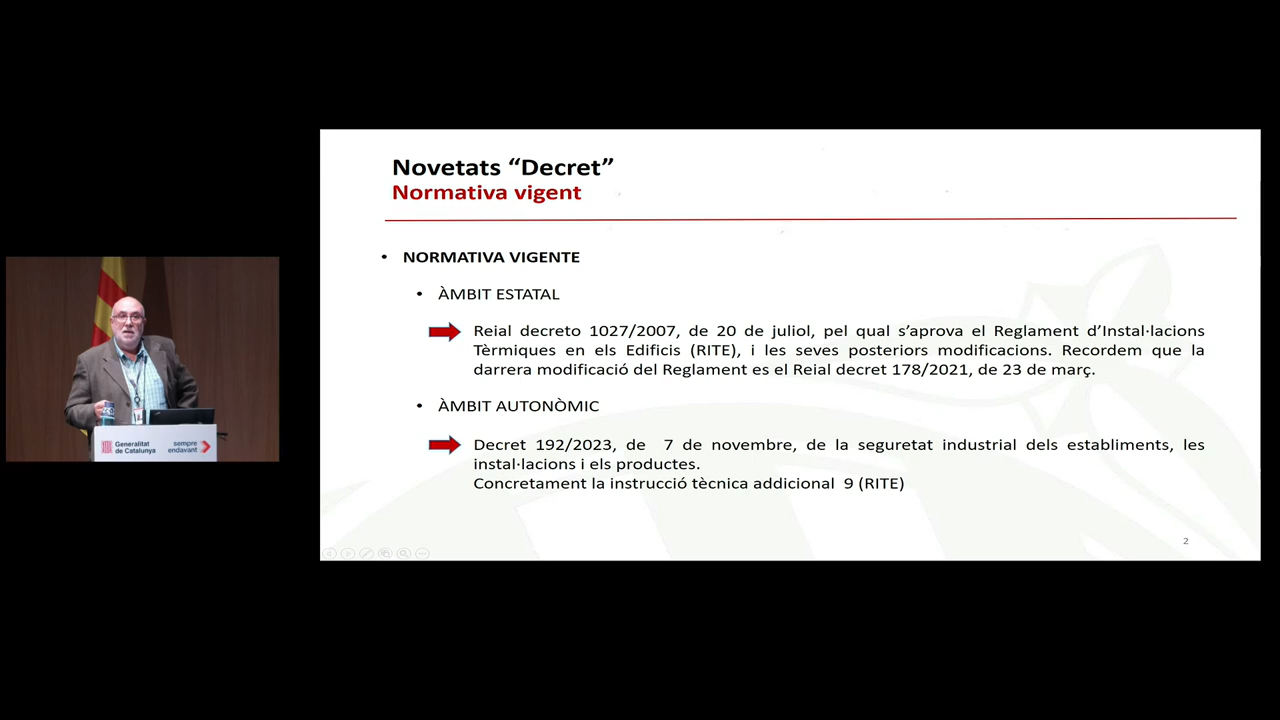 Novetats “Decret”
Normativa vigent
• NORMATIVA VIGENTE
• ÀMBIT ESTATAL
Reial decreto 1027/2007, de 20 de juliol, pel qual s’aprova el Reglament d’Instal·lacions
Tèrmiques en els Edificis (RITE), i les seves posteriors modificacions. Recordem que la
darrera modificació del Reglament es el Reial decret 178/2021, de 23 de març.
• ÀMBIT AUTONÒMIC
Decret 192/2023, de 7 de novembre, de la seguretat industrial dels establiments, les
instal·lacions i els productes.
Concretament la instrucció tècnica addicional 9 (RITE)
2
Generalitat
de Catalunya
sempre
endavant